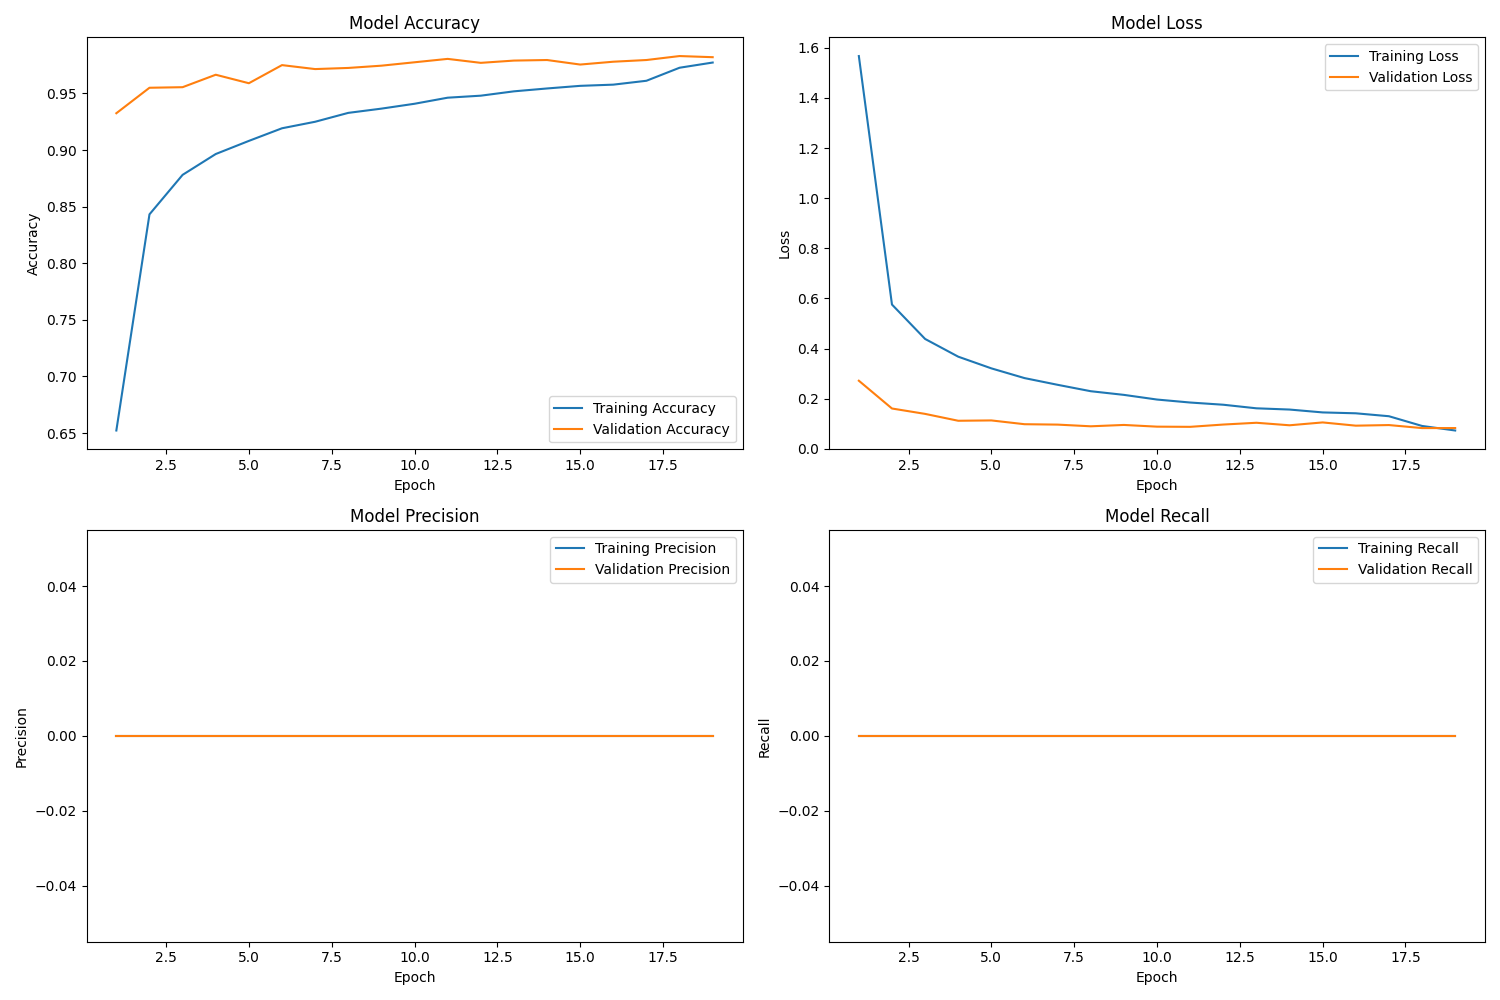 Model Accuracy
0.95
0.90
0.85
0.80
0.75
0.70
0.65
Accuracy
Training Accuracy
Validation Accuracy
2.5 5.0 7.5 10.0 12.5 15.0 17.5
Epoch
Model Loss
1.6
1.4
1.2
1.0
0.8
0.6
0.4
0.2
0.0
Loss
Training Loss
Validation Loss
2.5 5.0 7.5 10.0 12.5 15.0 17.5
Epoch
Model Precision
0.04
0.02
0.00
−0.02
−0.04
Precision
Training Precision
Validation Precision
2.5 5.0 7.5 10.0 12.5 15.0 17.5
Epoch
Model Recall
0.04
0.02
0.00
−0.02
−0.04
Recall
Training Recall
Validation Recall
2.5 5.0 7.5 10.0 12.5 15.0 17.5
Epoch